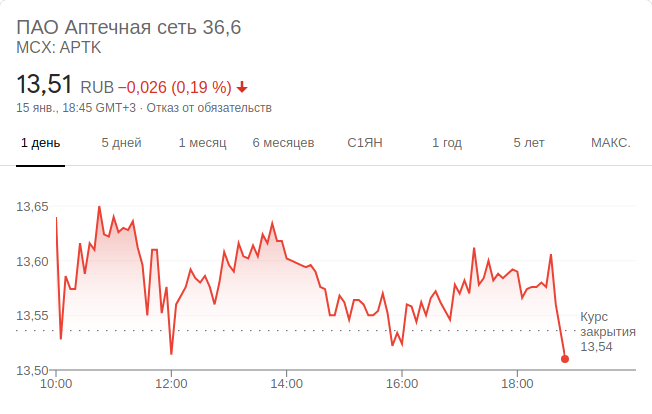 ПАО Аптечная сеть 36,6
MCX: APTK
13,51 RUB −0,026 (0,19 %)
15 янв., 18:45 GMT+3 · Отказ от обязательств
1 день 5 дней 1 месяц 6 месяцев С1ЯН 1 год 5 лет МАКС.
13,65
13,60
13,55
Курс
закрытия
13,54
13,50
10:00 12:00 14:00 16:00 18:00